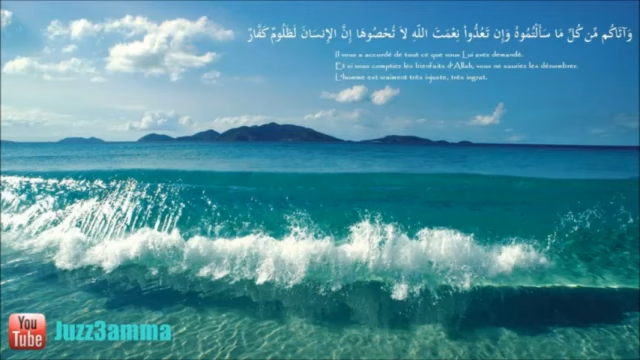 وَآتَاكُم مِّن كُلِّ مَا سَأَلْتُمُوهُ وَإِن تَعُدُّواْ نِعْمَتَ اللّهِ لاَ تُحْصُوهَا إِنَّ الإِنسَانَ لَظَلُومٌ كَفَّارٌ
Il vous a accordé de tout ce que vous Lui avez demandé.
Et si vous comptiez les bienfaits d'Allah, vous ne sauriez les dénombrer.
L'homme est vraiment très injuste, très ingrat.
You Tube Juzz3amma